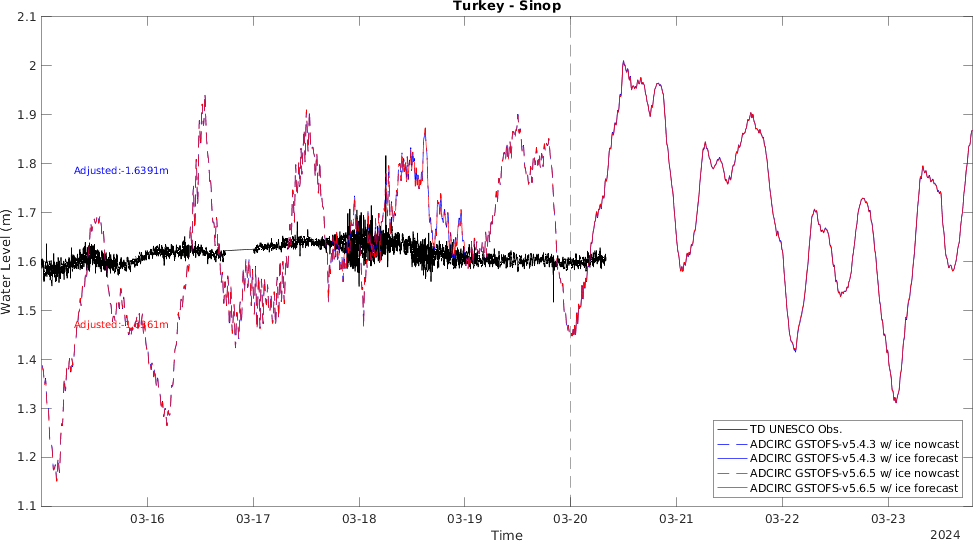 Turkey - Sinop
2.1
2
1.9
1.8
1.7
1.6
1.5
1.4
1.3
1.2
1.1
Water Level (m)
Adjusted:-1.6391m
03-16
03-17
03-18
03-19
03-20
03-21
03-22
03-23
Time
2024
TD UNESCO Obs.
ADCIRC GSTOFS-v5.4.3 w/ ice nowcast
ADCIRC GSTOFS-v5.4.3 w/ ice forecast
ADCIRC GSTOFS-v5.6.5 w/ ice nowcast
ADCIRC GSTOFS-v5.6.5 w/ ice forecast